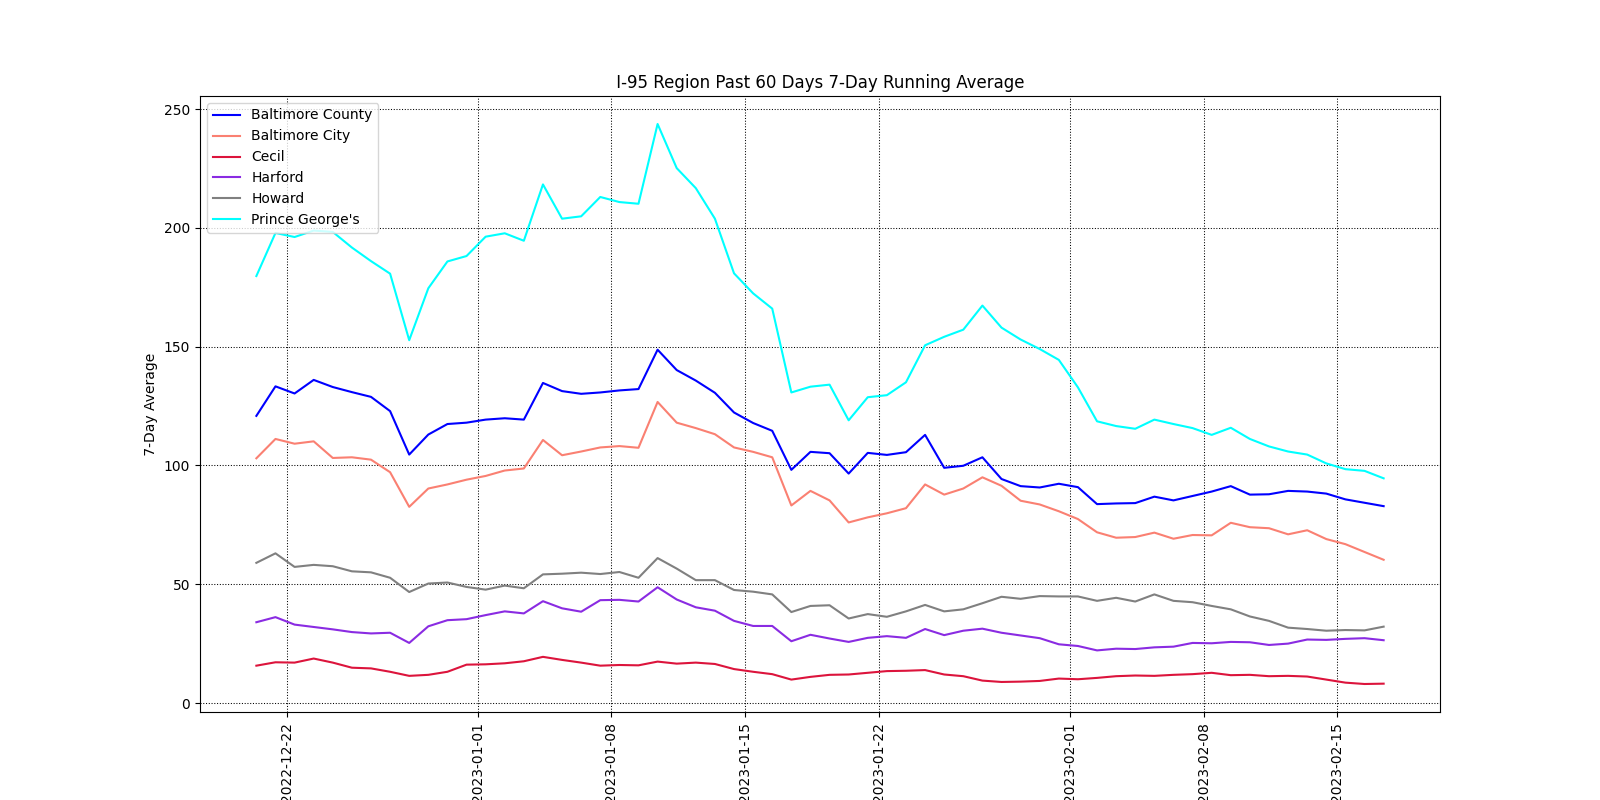 I-95 Region Past 60 Days 7-Day Running Average
250
200
150
100
50
0
7-Day Average
Baltimore County
Baltimore City
Cecil
Harford
Howard
Prince George's
2022-12-22
2023-01-01
2023-01-08
2023-01-15
2023-01-22
2023-02-01
2023-02-08
2023-02-15